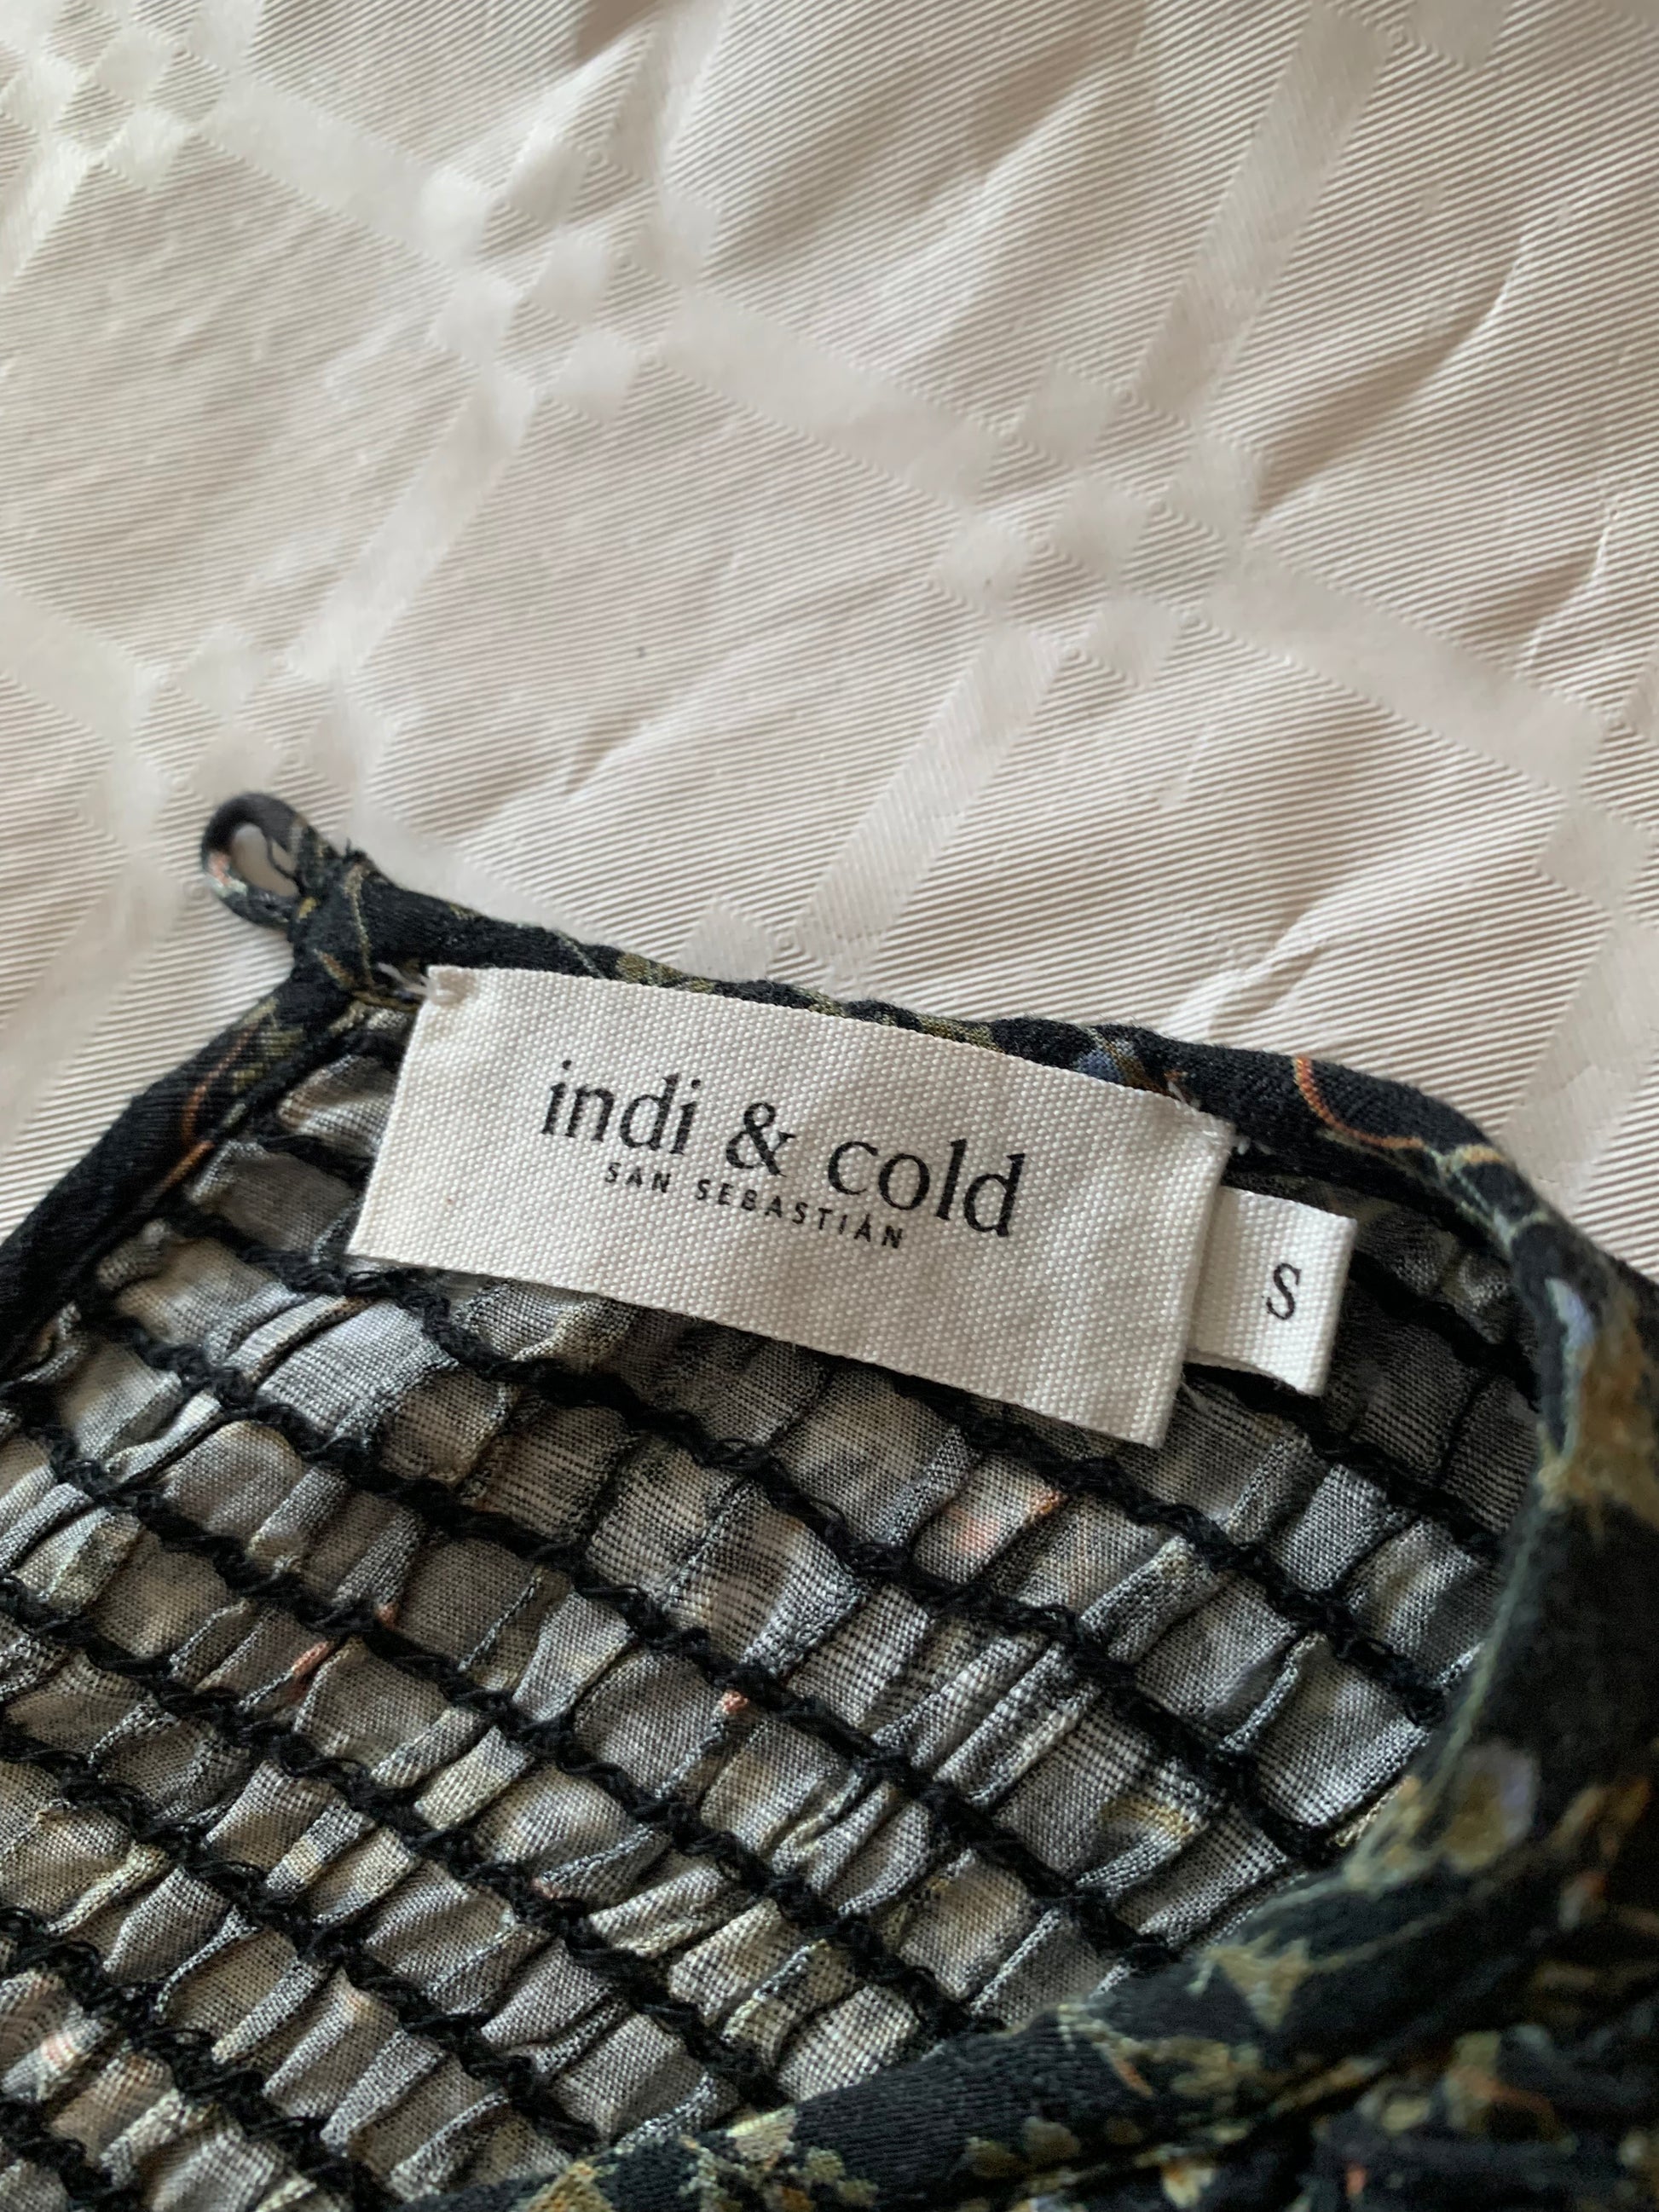 indi & cold
SAN SEBASTIÁN
S